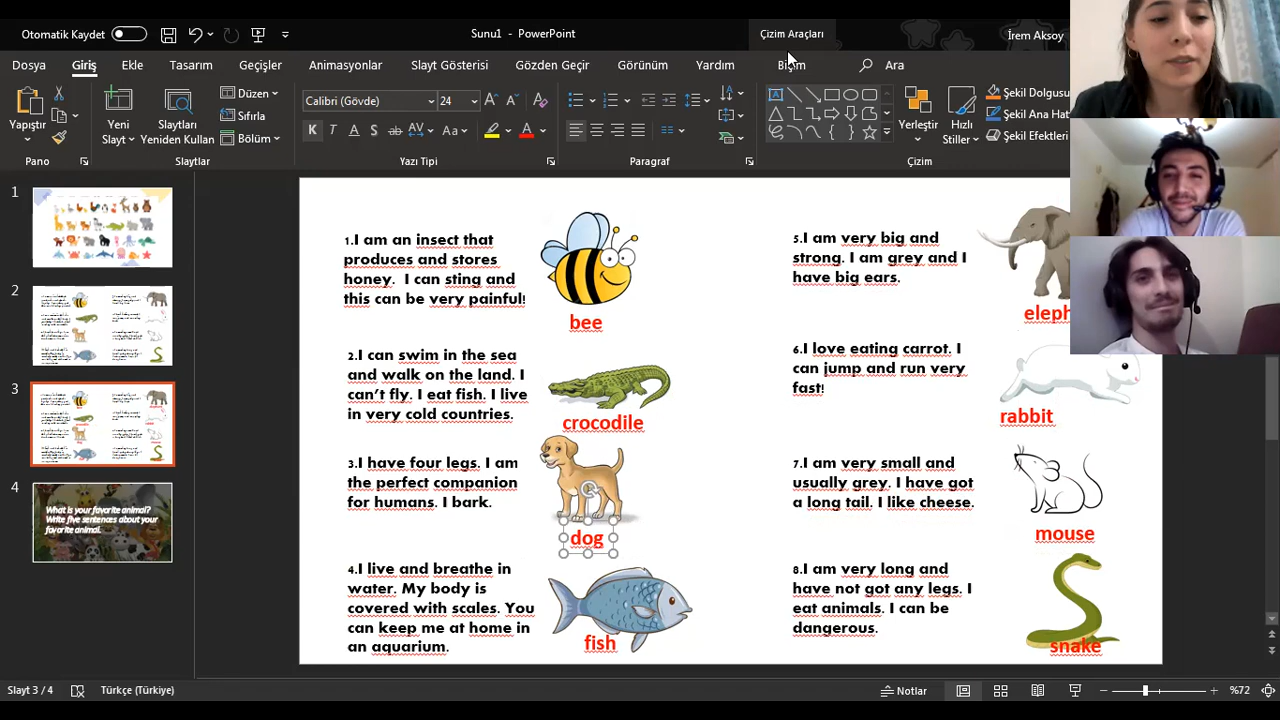 Otomatik Kaydet
Sunu1 - PowerPoint
Çizim Araçları
İrem Aksoy
Dosya Giriş Ekle Tasarım Geçişler Animasyonlar Slayt Gösterisi Gözden Geçir Görünüm Yardım Biçim Ara
Yapıştır
Yeni
Slayt
Slaytları
Yeniden Kullan
Düzen
Sıfırla
Bölüm
Calibri (Gövde) 24
K T A S ab AV Aa
Yerleştir
Hızlı
Stiller
Şekil Dolgusu
Şekil Ana Ha
Şekil Efektleri
Pano Slaytlar Yazı Tipi Paragraf Çizim
1
2
3
4
What is your favorite animal?
Write five sentences about your
favorite animal.
1.I am an insect that
produces and stores
honey. I can sting and
this can be very painful!
bee
2.I can swim in the sea
and walk on the land. I
can't fly. I eat fish. I live
in very cold countries.
crocodile
3.I have four legs. I am
the perfect companion
for humans. I bark.
dog
4.I live and breathe in
water. My body is
covered with scales. You
can keep me at home in
an aquarium.
fish
5.I am very big and
strong. I am grey and I
have big ears.
eleph
6.I love eating carrot. I
can jump and run very
fast!
rabbit
7.I am very small and
usually grey. I have got
a long tail. I like cheese.
mouse
8.I am very long and
have not got any legs. I
eat animals. I can be
dangerous.
snake
Slayt 3 / 4 Türkçe (Türkiye) Notlar %72